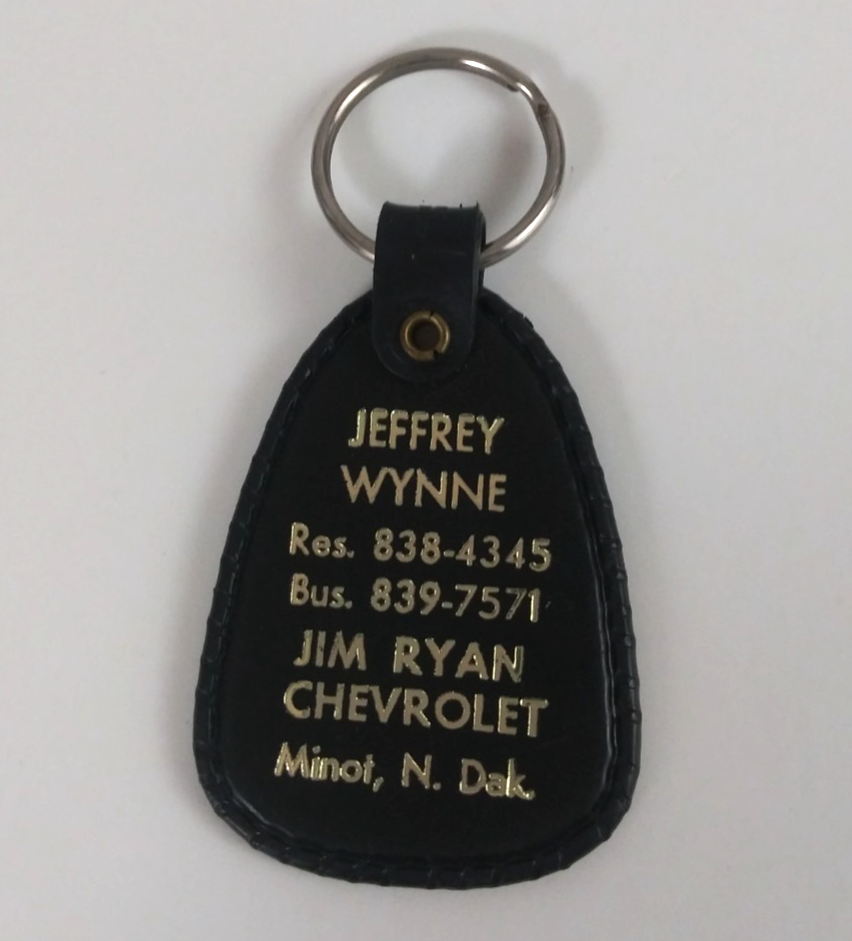 JEFFREY
WYNNE
Res. 838-4345
Bus. 839-7571
JIM RYAN
CHEVROLET
Minot, N. Dak.